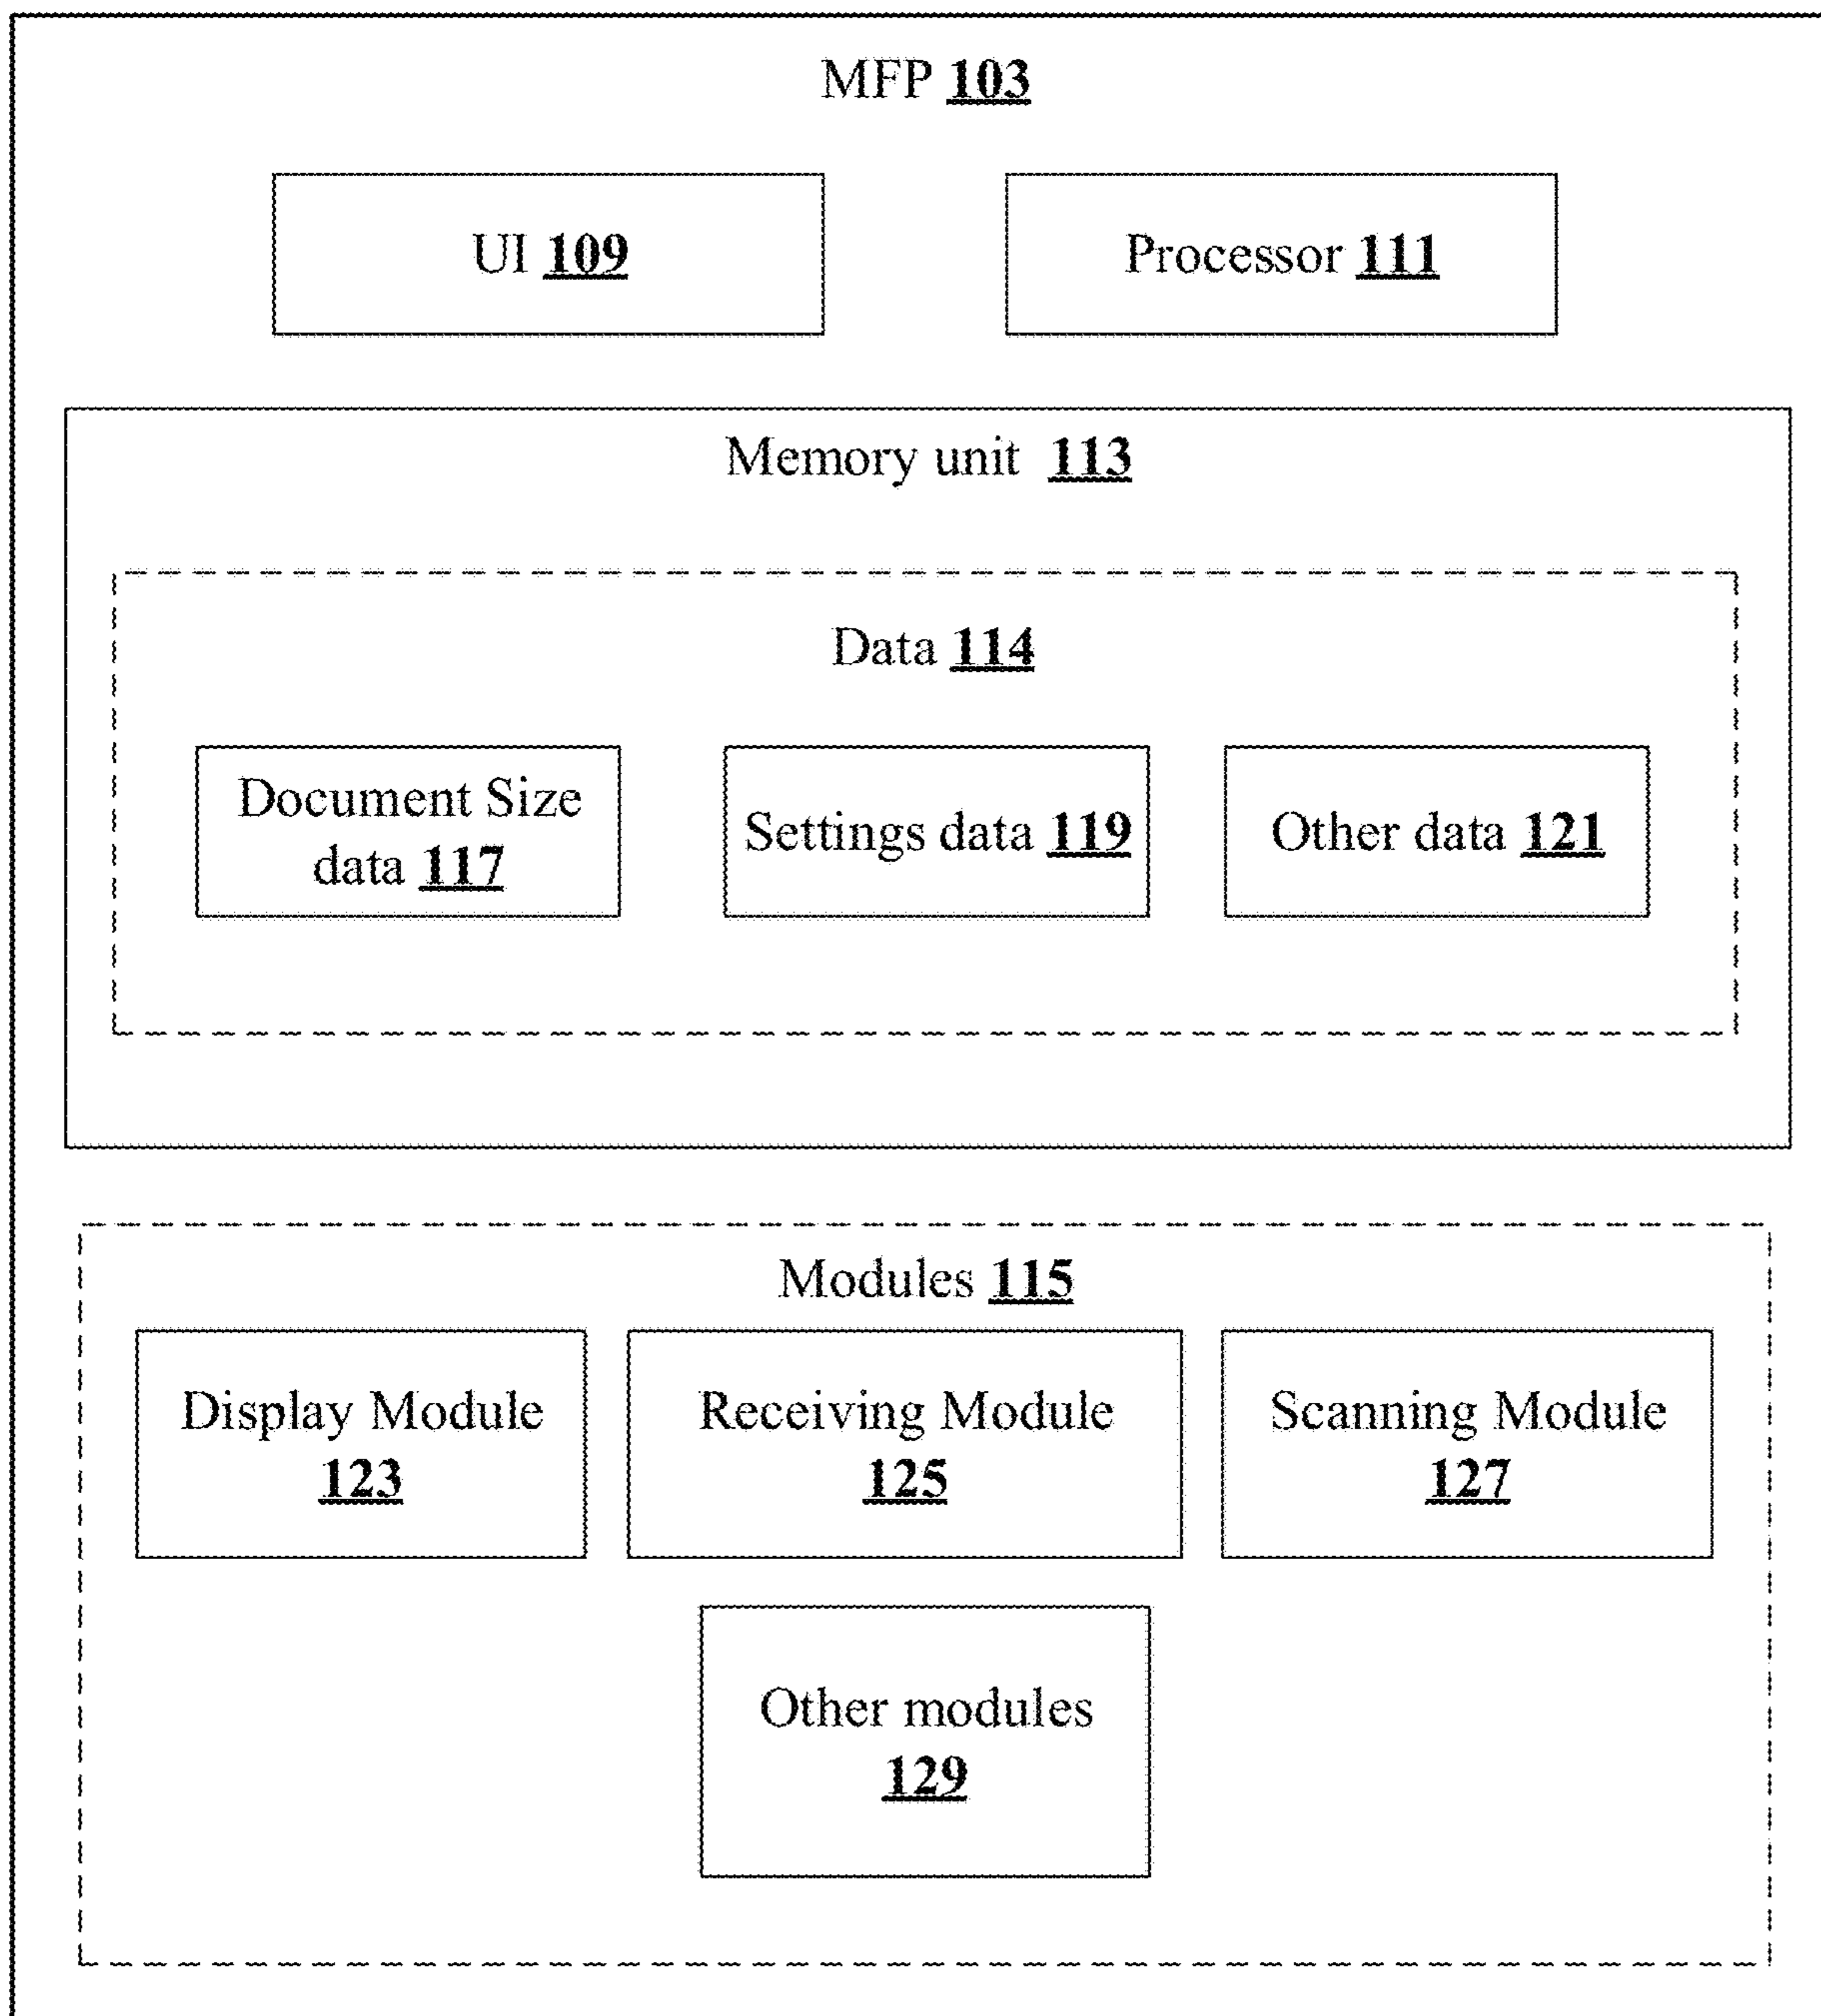 MFP 103
UI 109
Processor 111
Memory unit 113
Data 114
Document Size
data 117
Settings data 119
Other data 121
Modules 115
Display Module
123
Receiving Module
125
Scanning Module
127
Other modules
129